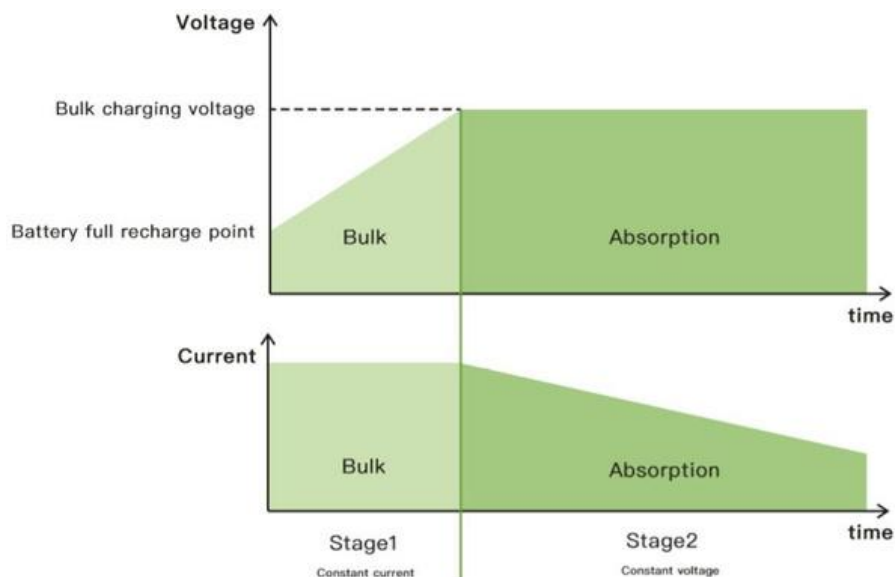 Voltage
Bulk charging voltage
Battery full recharge point
Bulk
Absorption
time
Current
Bulk
Absorption
time
Stage1
Stage2
Constant current
Constant voltage